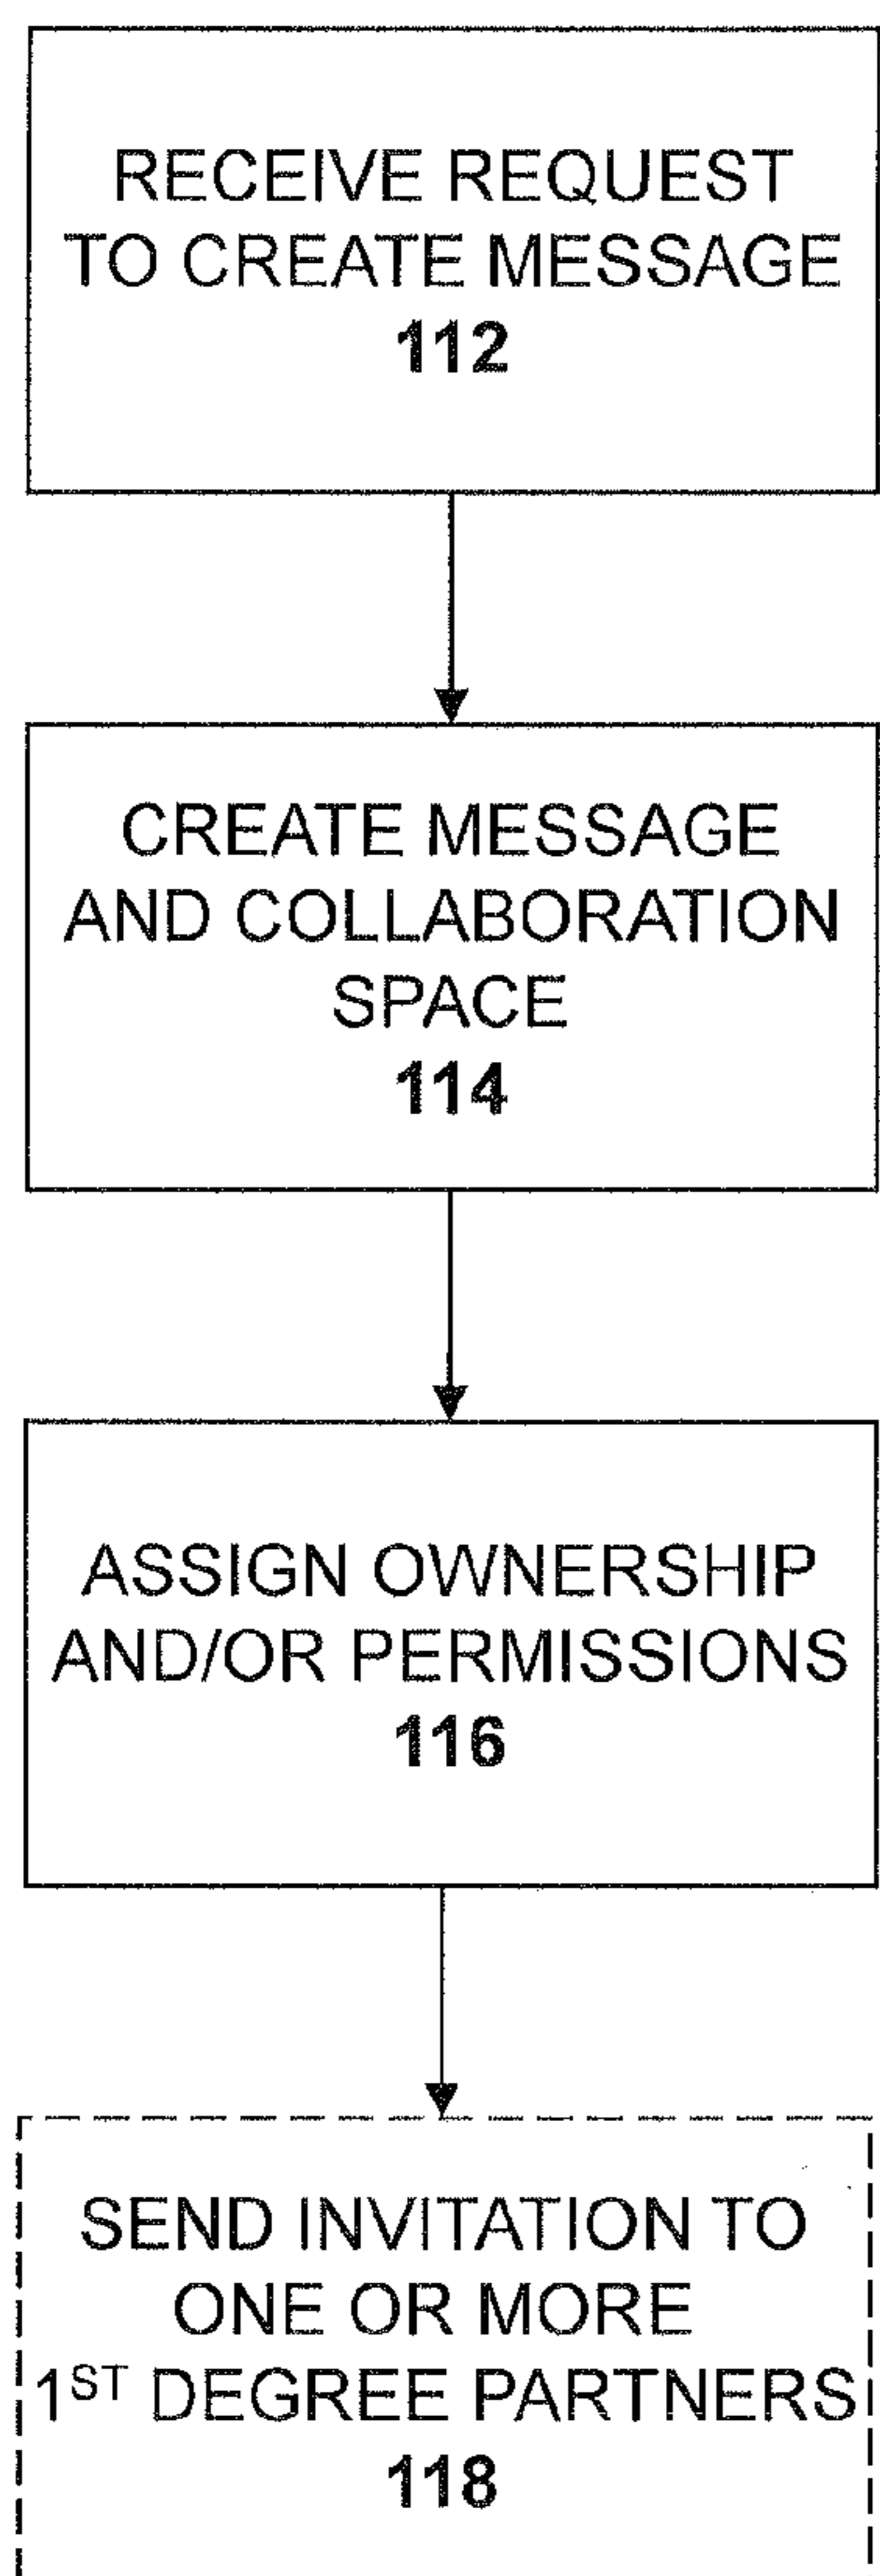 RECEIVE REQUEST
TO CREATE MESSAGE
112
CREATE MESSAGE
AND COLLABORATION
SPACE
114
ASSIGN OWNERSHIP
AND/OR PERMISSIONS
116
SEND INVITATION TO
ONE OR MORE
1ST DEGREE PARTNERS
118